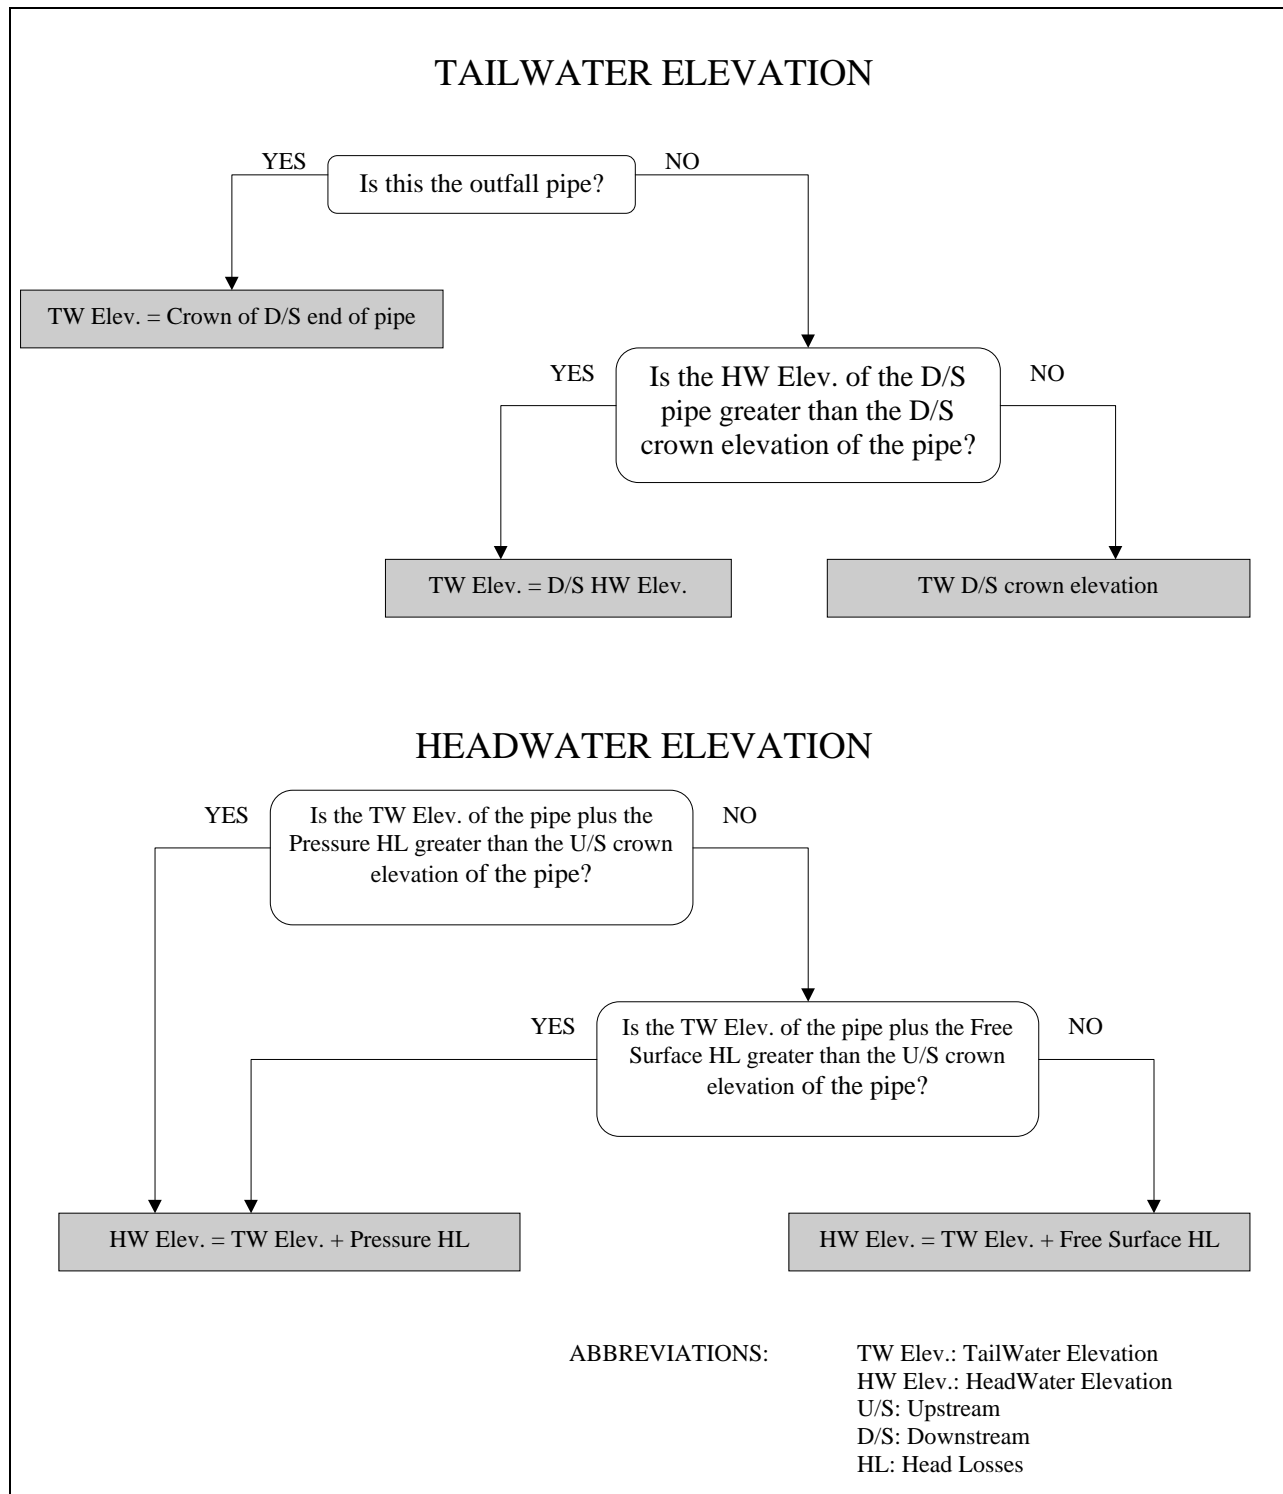 TAILWATER ELEVATION
YES
Is this the outfall pipe?
NO
TW Elev. = Crown of D/S end of pipe
YES
Is the HW Elev. of the D/S
pipe greater than the D/S
crown elevation of the pipe?
NO
TW Elev. = D/S HW Elev.
TW D/S crown elevation
HEADWATER ELEVATION
YES
Is the TW Elev. of the pipe plus the
Pressure HL greater than the U/S crown
elevation of the pipe?
NO
YES
Is the TW Elev. of the pipe plus the Free
Surface HL greater than the U/S crown
elevation of the pipe?
NO
HW Elev. = TW Elev. + Pressure HL
HW Elev. = TW Elev. + Free Surface HL
ABBREVIATIONS:
TW Elev.: TailWater Elevation
HW Elev.: HeadWater Elevation
U/S: Upstream
D/S: Downstream
HL: Head Losses